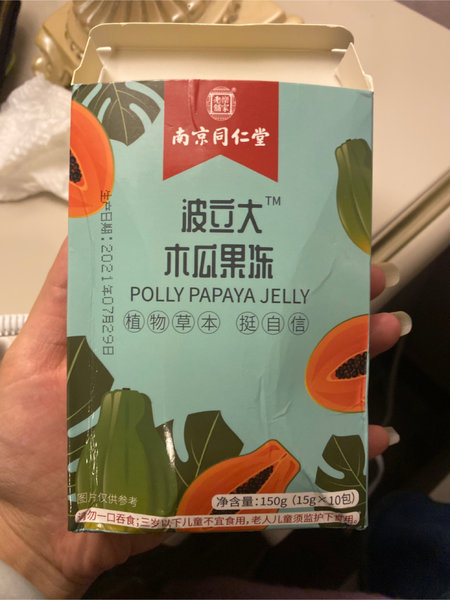 南京同仁堂
波立大™
木瓜果冻
POLLY PAPAYA JELLY
植物草本 挺自信
生产日期：2021年07月29日
净含量：150g（15g×10包）
图片仅供参考
请勿一口吞食；三岁以下儿童不宜食用，老人儿童须监护下食用。